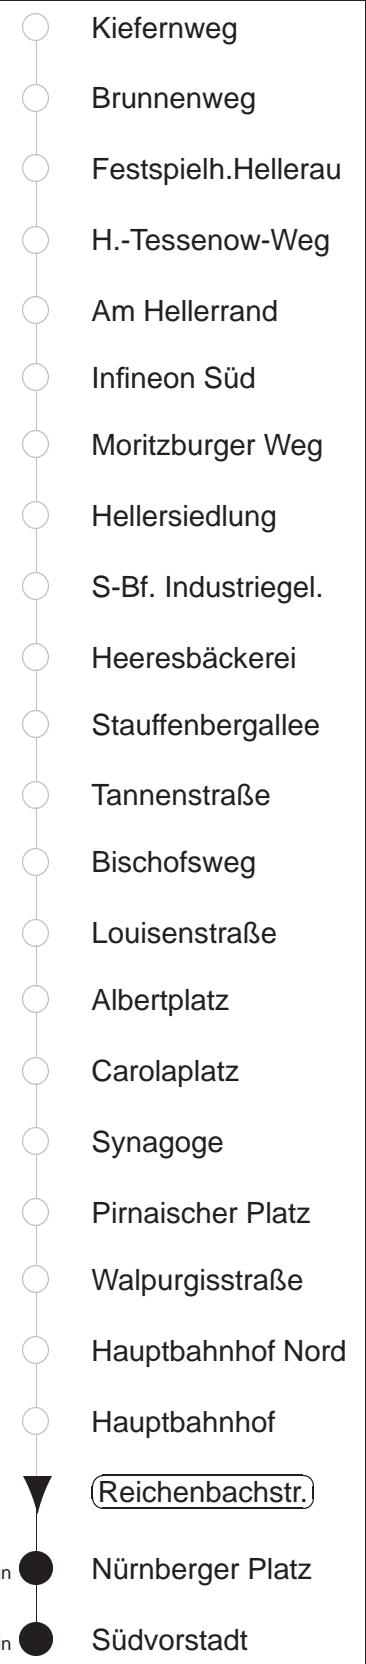 Kiefernweg
Brunnenweg
Festspielh.Hellerau
H.-Tessenow-Weg
Am Hellerrand
Infineon Süd
Moritzburger Weg
Hellersiedlung
S-Bf. Industriegel.
Heeresbäckerei
Stauffenbergallee
Tannenstraße
Bischofsweg
Louisenstraße
Albertplatz
Carolaplatz
Synagoge
Pirnaischer Platz
Walpurgisstraße
Hauptbahnhof Nord
Hauptbahnhof
Reichenbachstr.
Nürnberger Platz
Südvorstadt